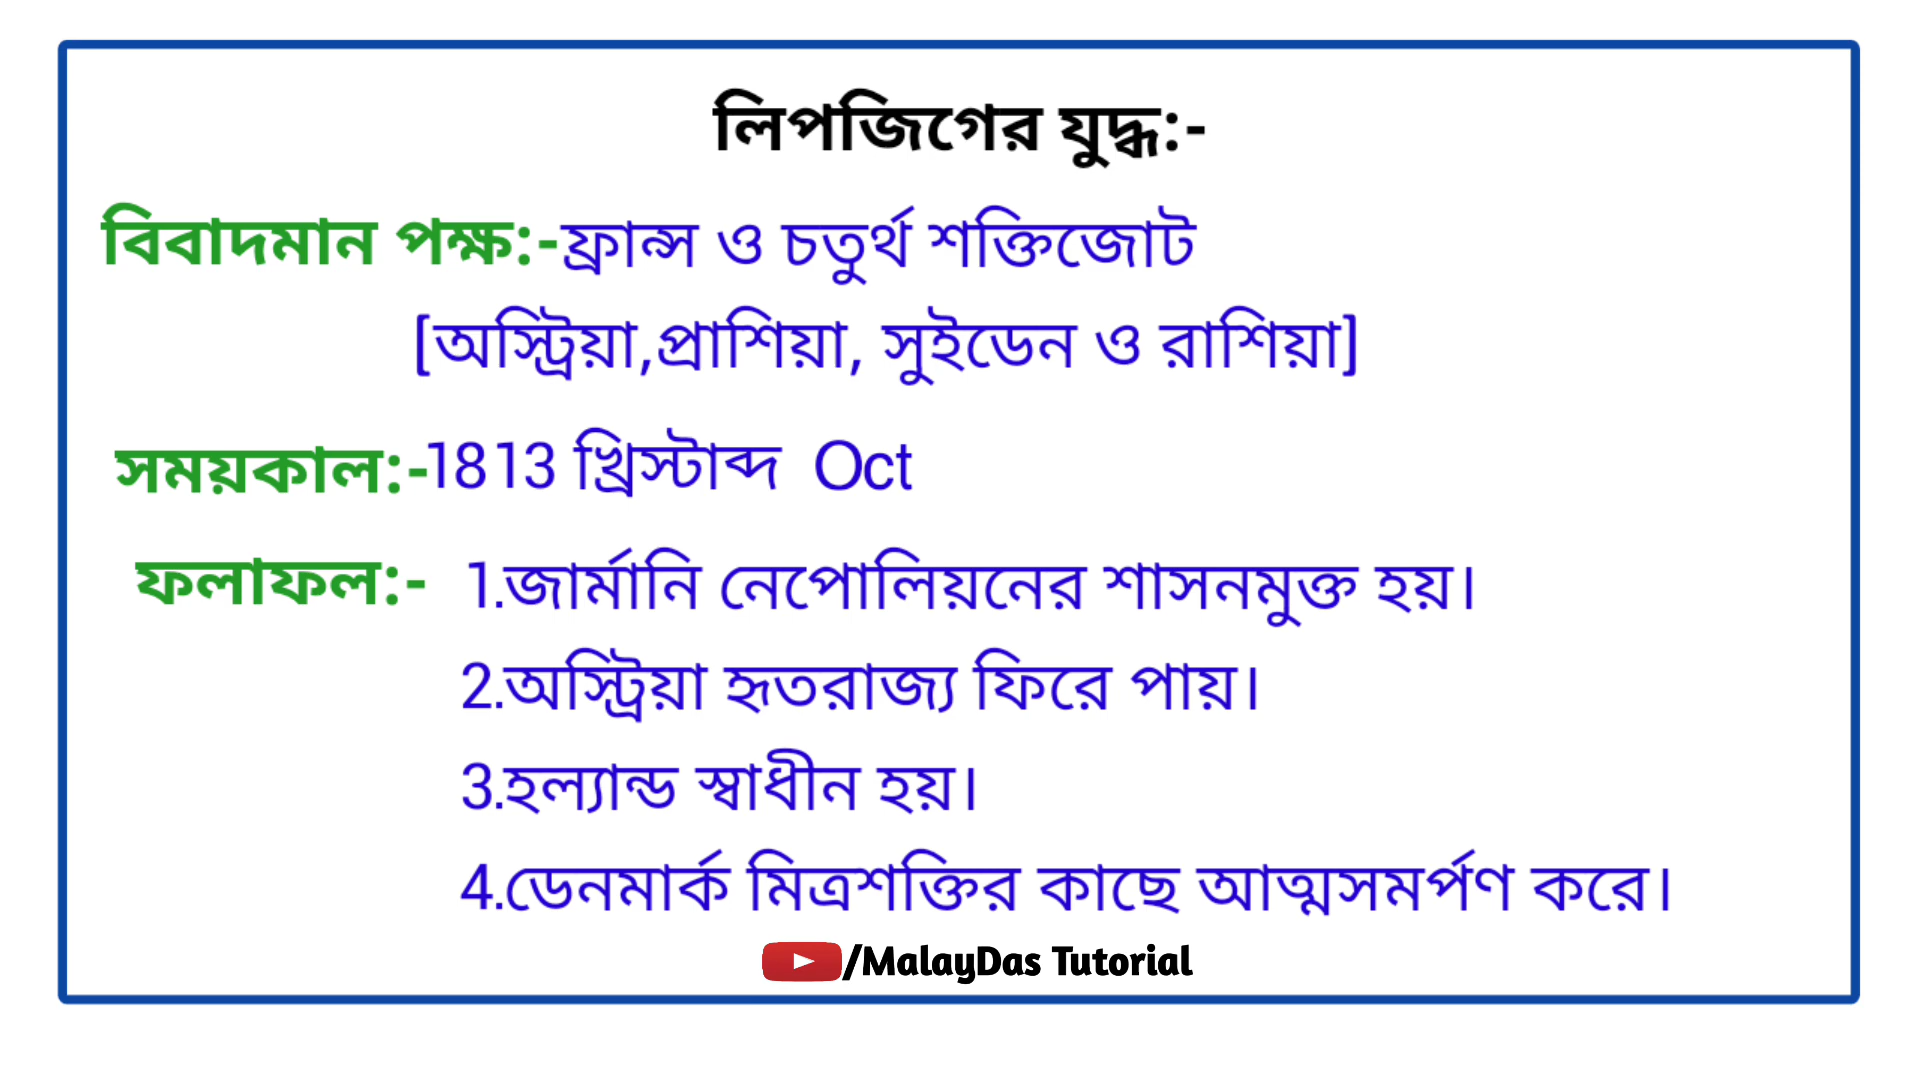 লিপজিগের যুদ্ধ:-
বিবাদমান পক্ষ:-ফ্রান্স ও চতুর্থ শক্তিজোট
[অস্ট্রিয়া,প্রাশিয়া, সুইডেন ও রাশিয়া]
সময়কাল:-1813 খ্রিস্টাব্দ Oct
ফলাফল:- 1.জার্মানি নেপোলিয়নের শাসনমুক্ত হয়।
2.অস্ট্রিয়া হৃতরাজ্য ফিরে পায়।
3.হল্যান্ড স্বাধীন হয়।
4.ডেনমার্ক মিত্রশক্তির কাছে আত্মসমর্পণ করে।
/MalayDas Tutorial